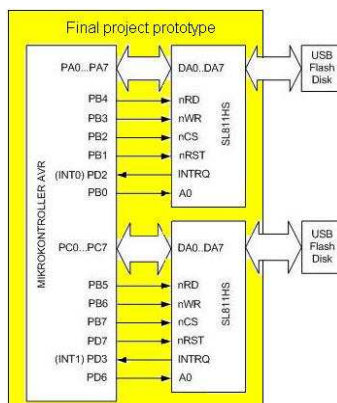 Final project prototype
PA0...PA7
DA0...DA7
PB4
nRD
PB3
nWR
PB2
nCS
PB1
nRST
(INT0) PD2
INTRQ
PB0
A0
SL811HS
USB
Flash
Disk
MIKROKONTROLLER AVR
PC0...PC7
DA0...DA7
PB5
nRD
PB6
nWR
PB7
nCS
PD7
nRST
(INT1) PD3
INTRQ
PD6
A0
SL811HS
USB
Flash
Disk